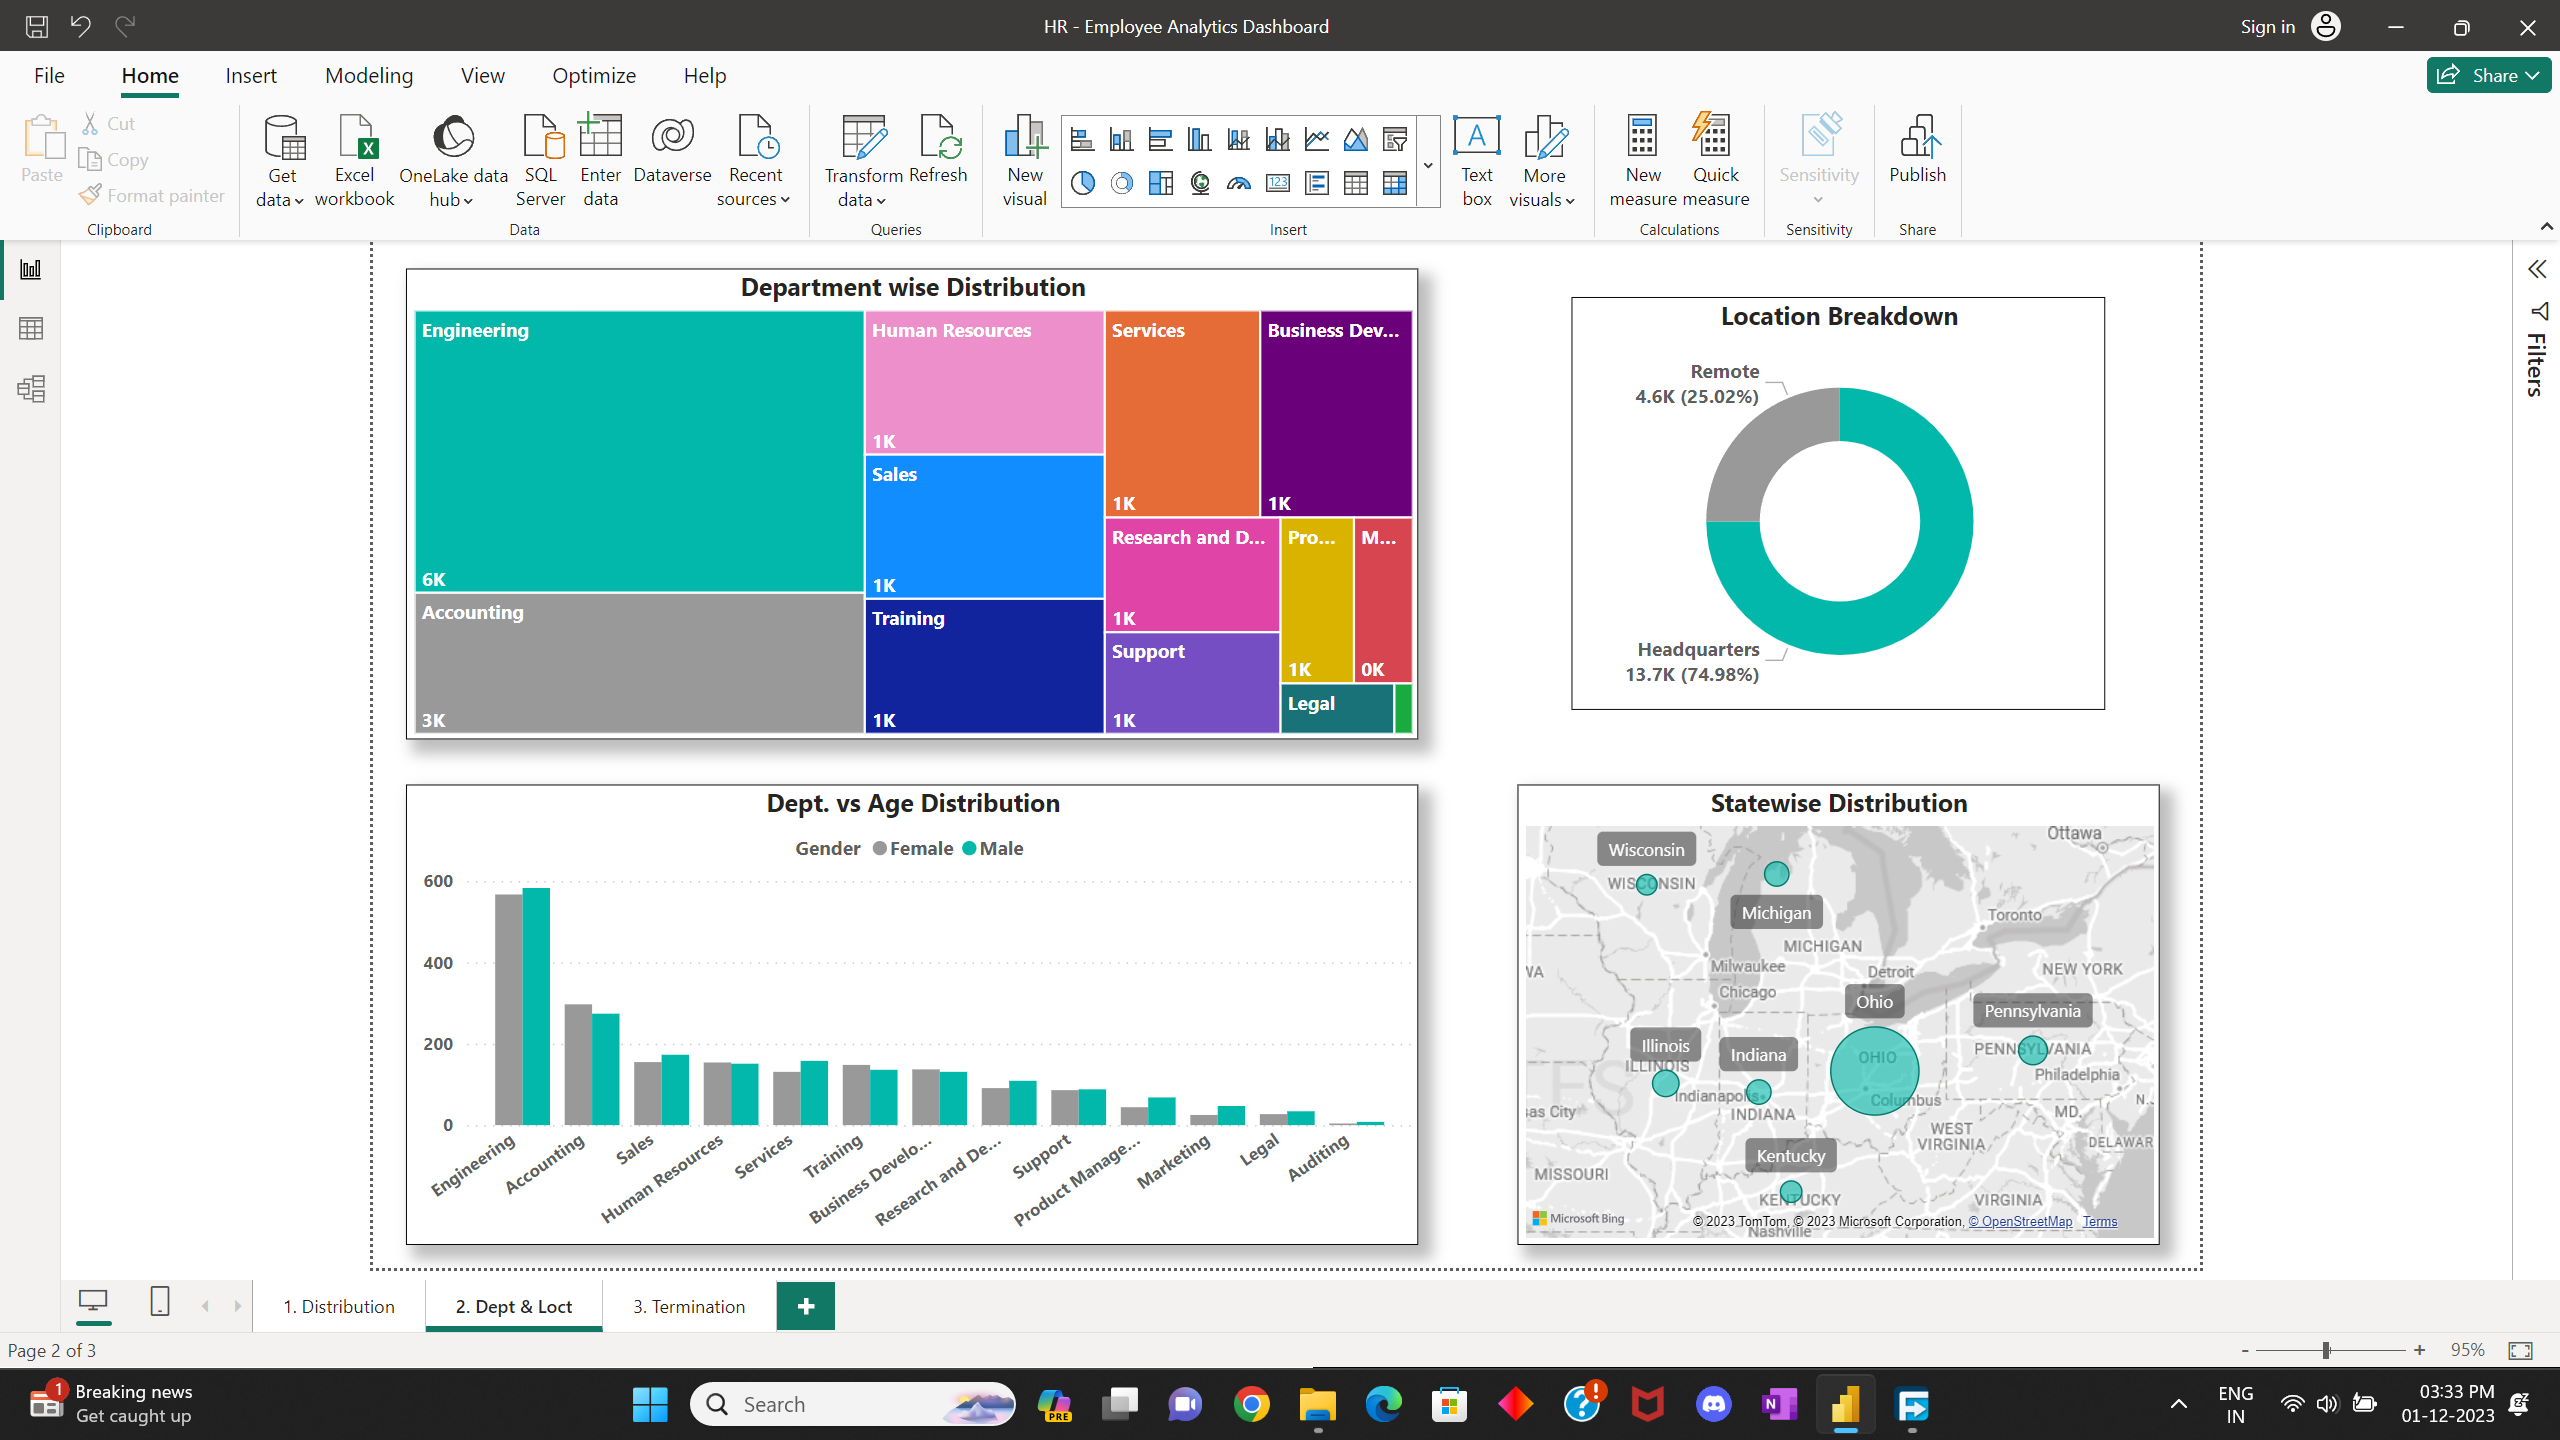 HR - Employee Analytics Dashboard
Sign in
File
Home
Insert
Modeling
View
Optimize
Help
Share
Paste
Cut
Copy
Format painter
Clipboard
Get data
Excel workbook
OneLake data hub
SQL Server
Enter data
Dataverse
Recent sources
Data
Transform data
Refresh
Queries
New visual
123
A
Text box
More visuals
Insert
New measure
Quick measure
Calculations
Sensitivity
Sensitivity
Publish
Share
Filters
Department wise Distribution
Engineering
6K
Accounting
3K
Human Resources
1K
Sales
1K
Training
1K
Services
1K
Business Dev...
1K
Research and D...
1K
Support
1K
Pro...
1K
M...
0K
Legal
Location Breakdown
Remote
4.6K (25.02%)
Headquarters
13.7K (74.98%)
Dept. vs Age Distribution
Gender Female Male
600
400
200
0
Engineering
Accounting
Sales
Human Resources
Services
Training
Business Develo...
Research and De...
Support
Product Manage...
Marketing
Legal
Auditing
Statewise Distribution
Ottawa
Wisconsin
WISCONSIN
Michigan
Toronto
MICHIGAN
Milwaukee
Detroit
NEW YORK
WA
Chicago
Ohio
Pennsylvania
Illinois
Indiana
OHIO
PENNSYLVANIA
ILLINOIS
Philadelphia
Indianapolis
Columbus
N..
sas City
INDIANA
MD.
WEST
VIRGINIA
DELAWAR
Kentucky
MISSOURI
KENTUCKY
VIRGINIA
Microsoft Bing
© 2023 TomTom, © 2023 Microsoft Corporation, © OpenStreetMap Terms
Nashville
1. Distribution
2. Dept & Loct
3. Termination
+
Page 2 of 3
- + 95%
1
Breaking news
Get caught up
Search
PRE
ENG
IN
03:33 PM
01-12-2023